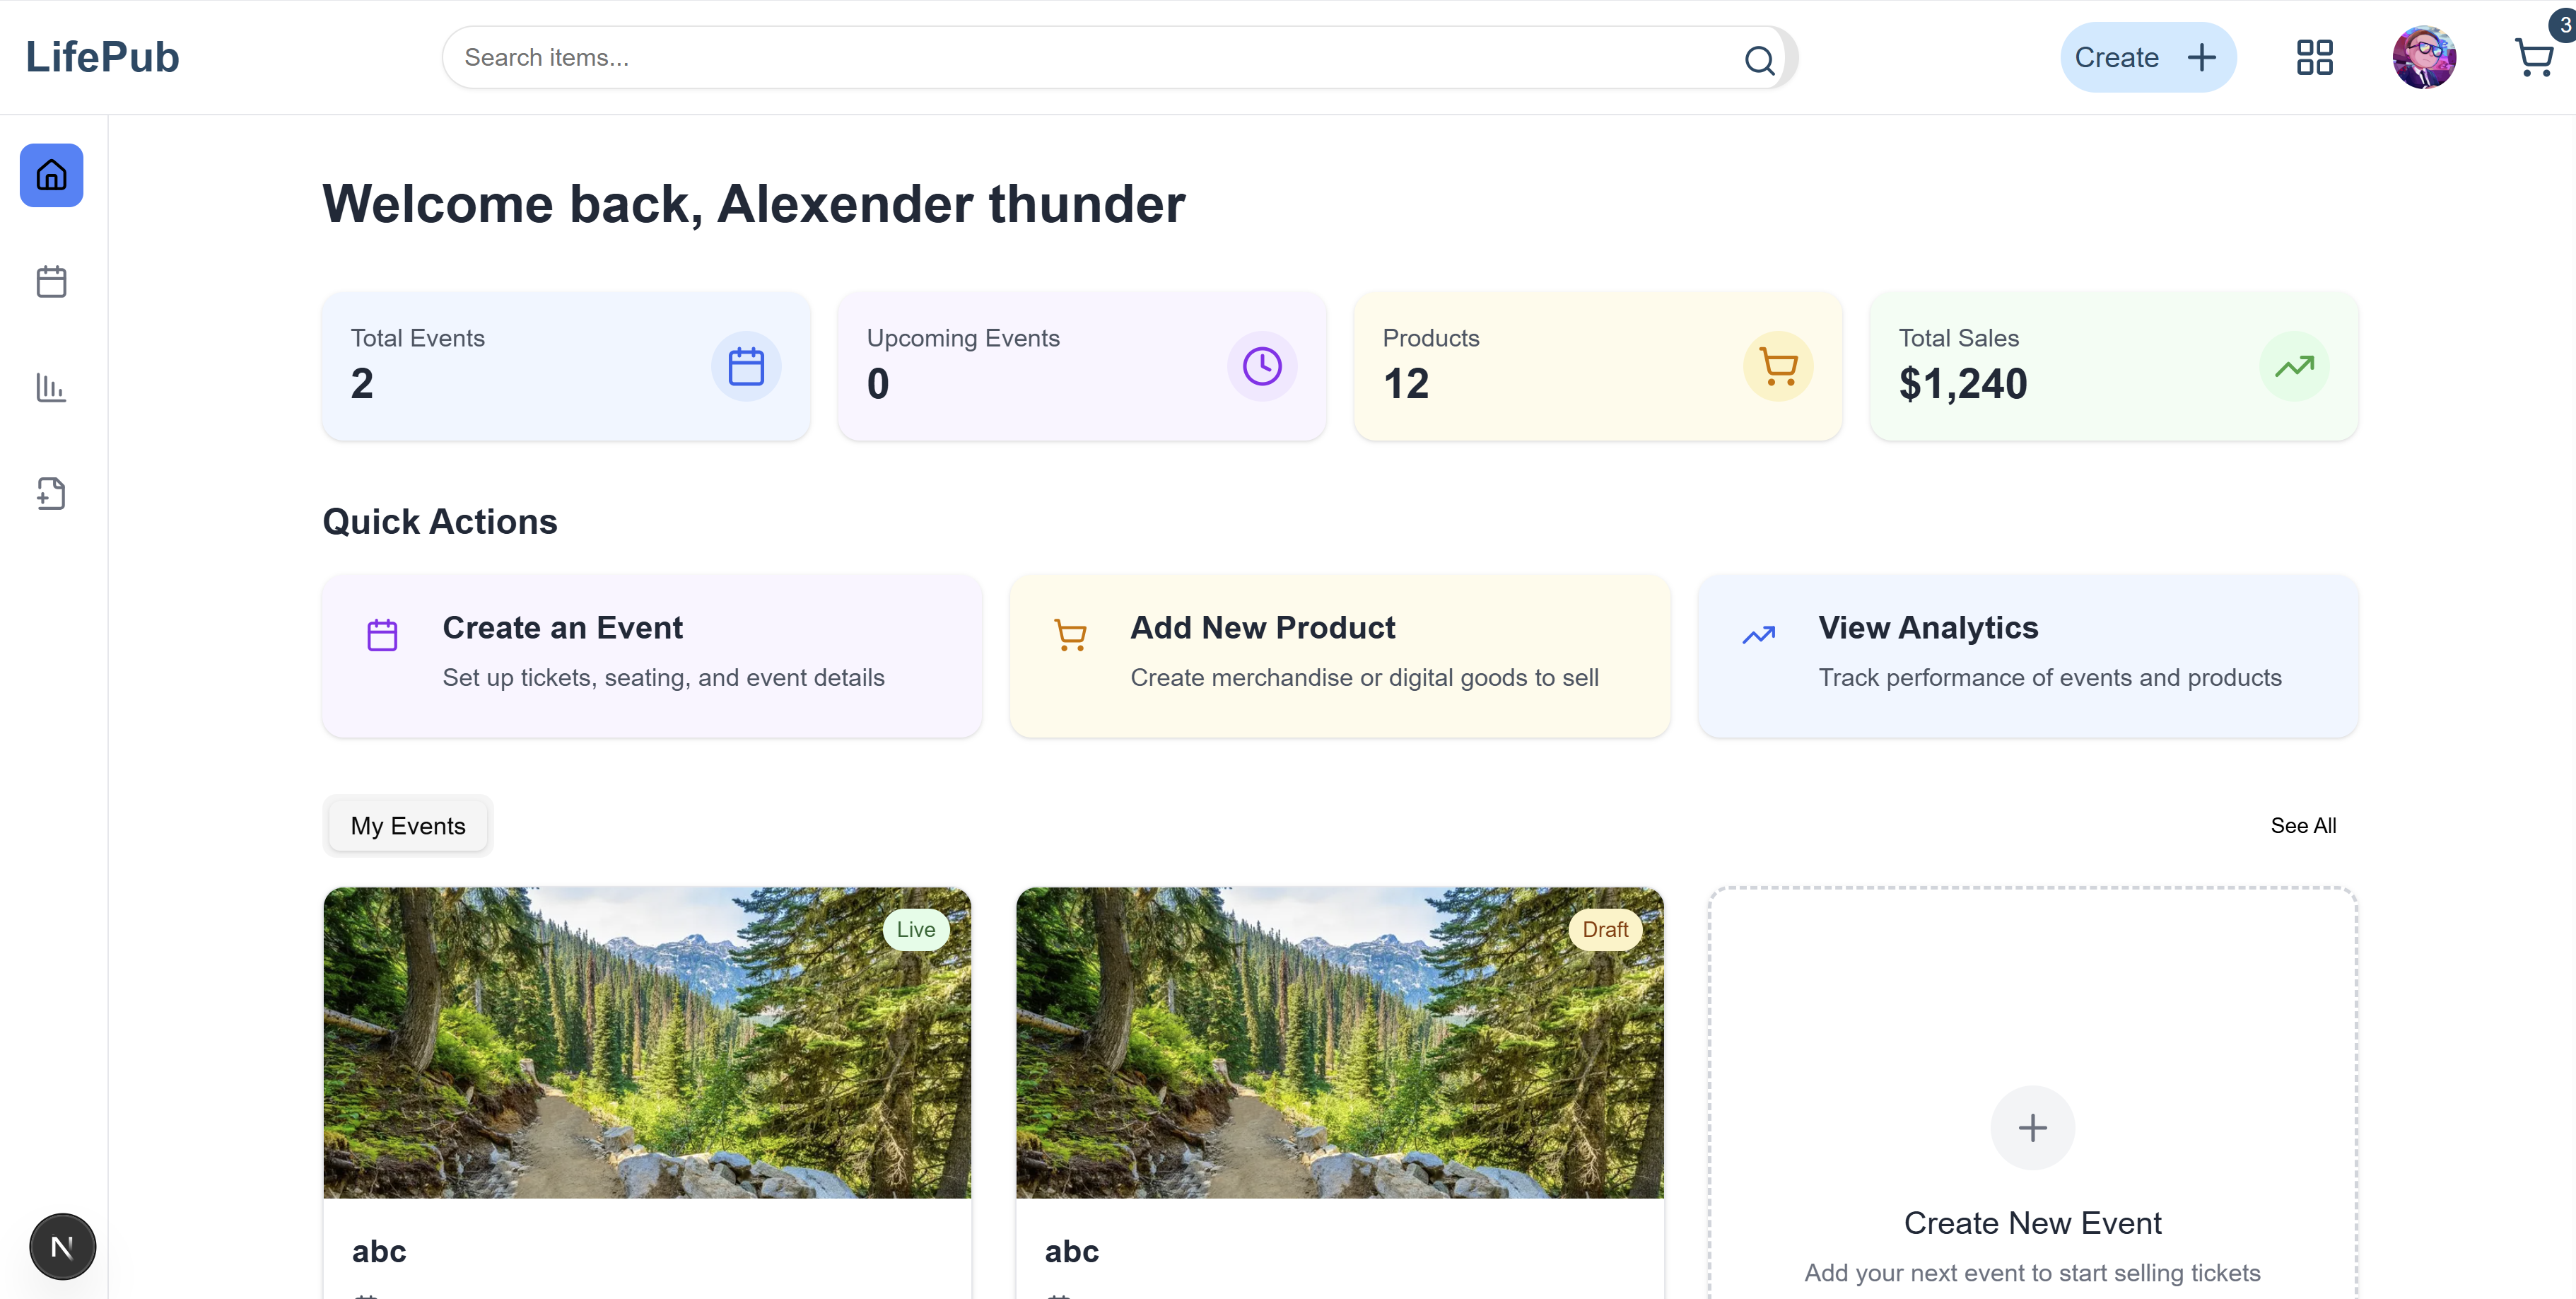 LifePub
Search items...
Create
3
Welcome back, Alexender thunder
Total Events
2
Upcoming Events
0
Products
12
Total Sales
$1,240
Quick Actions
Create an Event
Set up tickets, seating, and event details
Add New Product
Create merchandise or digital goods to sell
View Analytics
Track performance of events and products
My Events
See All
Live
Draft
abc
abc
Create New Event
Add your next event to start selling tickets
N